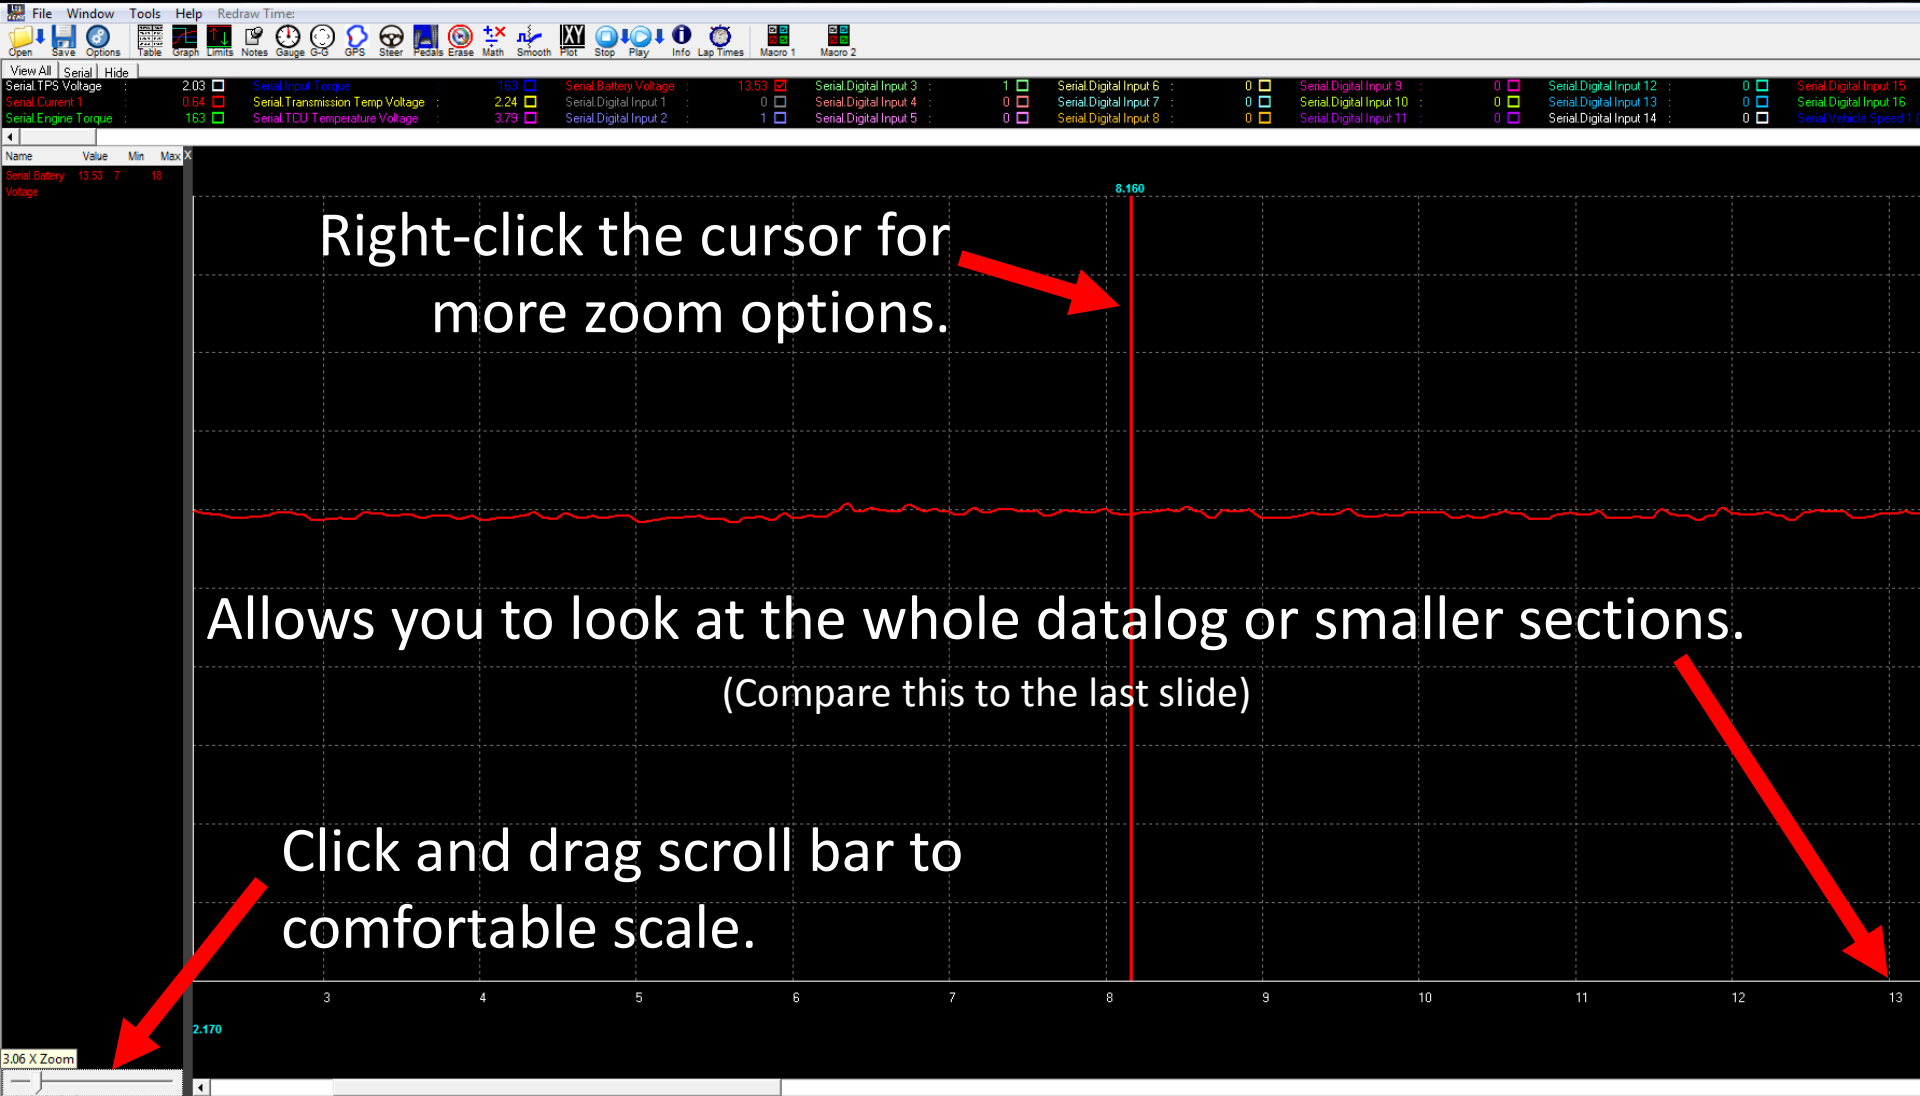 File Window Tools Help Redraw Time:
Open Save Options Table Graph Limits Notes Gauge G-G GPS Steer Pedals Erase Math Smooth Plot Stop Play Info Lap Times Macro 1 Macro 2
View All Serial Hide
Serial.TPS Voltage : 2.03 Serial.Input Torque : 163 Serial.Battery Voltage : 13.53 Serial.Digital Input 3 : 1 Serial.Digital Input 6 : 0 Serial.Digital Input 9 : 0 Serial.Digital Input 12 : 0 Serial.Digital Input 15
Serial.Current 1 : 0.64 Serial.Transmission Temp Voltage : 2.24 Serial.Digital Input 1 : 0 Serial.Digital Input 4 : 0 Serial.Digital Input 7 : 0 Serial.Digital Input 10 : 0 Serial.Digital Input 13 : 0 Serial.Digital Input 16
Serial.Engine Torque : 163 Serial.TCU Temperature Voltage : 3.79 Serial.Digital Input 2 : 1 Serial.Digital Input 5 : 0 Serial.Digital Input 8 : 0 Serial.Digital Input 11 : 0 Serial.Digital Input 14 : 0 Serial.Vehicle Speed 1 (
Name Value Min Max X
Serial.Battery 13.53 7 18
Voltage
8.160
Right-click the cursor for
more zoom options.
Allows you to look at the whole datalog or smaller sections.
(Compare this to the last slide)
Click and drag scroll bar to
comfortable scale.
3 4 5 6 7 8 9 10 11 12 13
2.170
3.06 X Zoom